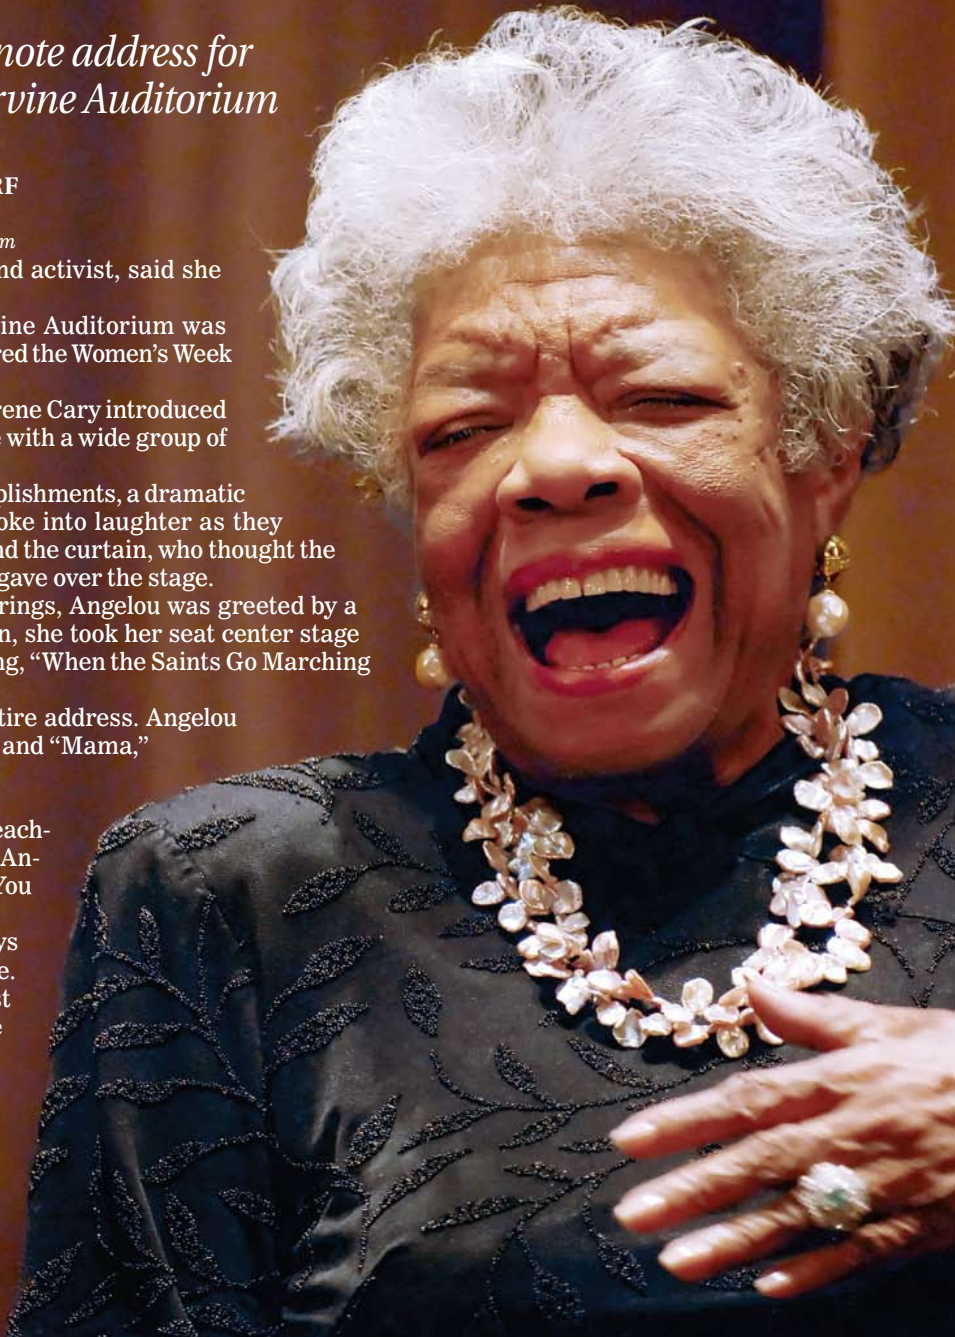 note address for
rvine Auditorium
RF
m
nd activist, said she
ine Auditorium was
red the Women’s Week
rene Cary introduced
e with a wide group of
plishments, a dramatic
oke into laughter as they
nd the curtain, who thought the
gave over the stage.
rings, Angelou was greeted by a
n, she took her seat center stage
ng, “When the Saints Go Marching
tire address. Angelou
and “Mama,”
each-
An-
You
ys
e.
st
e